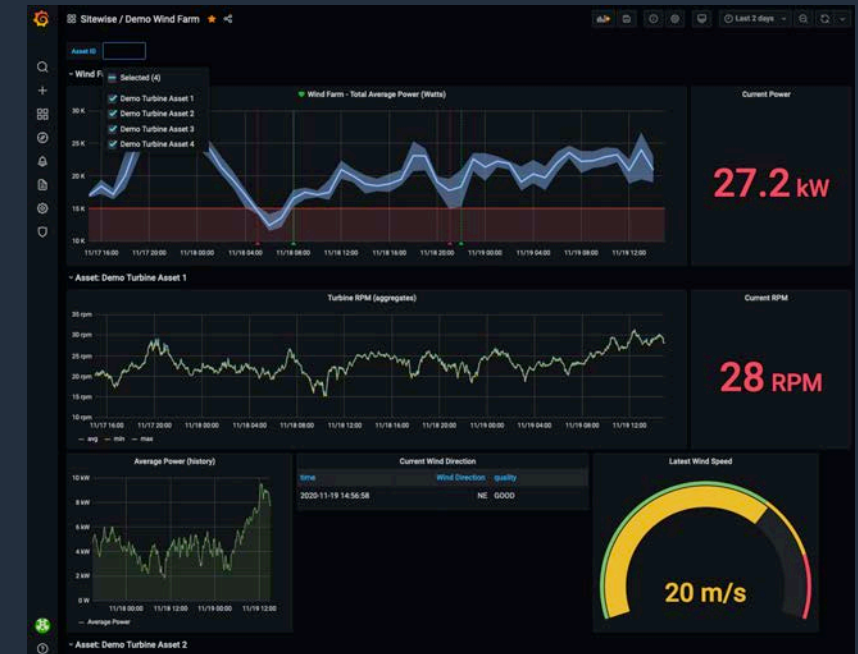 Sitewise / Demo Wind Farm
Last 2 days
Asset ID
Selected (4)
Demo Turbine Asset 1
Demo Turbine Asset 2
Demo Turbine Asset 3
Demo Turbine Asset 4
Wind
Wind Farm - Total Average Power (Watts)
30 K
25 K
20 K
15 K
10 K
11/17 16:00 11/17 20:00 11/18 00:00 11/18 04:00 11/18 08:00 11/18 12:00 11/18 16:00 11/18 20:00 11/19 00:00 11/19 04:00 11/19 08:00 11/19 12:00
Current Power
27.2 kW
Asset: Demo Turbine Asset 1
Turbine RPM (aggregates)
35 rpm
30 rpm
25 rpm
20 rpm
15 rpm
10 rpm
11/17 16:00 11/17 20:00 11/18 00:00 11/18 04:00 11/18 08:00 11/18 12:00 11/18 16:00 11/18 20:00 11/19 00:00 11/19 04:00 11/19 08:00 11/19 12:00
avg min max
Current RPM
28 RPM
Average Power (history)
10 kW
8 kW
6 kW
4 kW
2 kW
0 W
11/18 00:00 11/18 12:00 11/19 00:00 11/19 12:00
Average Power
Current Wind Direction
time Wind Direction quality
2020-11-19 14:56:58 NE GOOD
Latest Wind Speed
20 m/s
Asset: Demo Turbine Asset 2